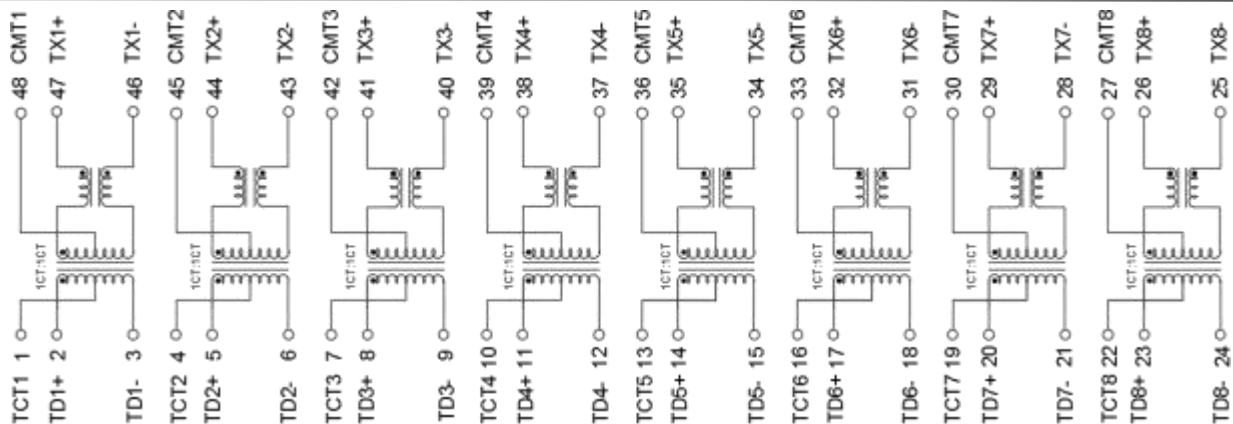 48 CMT1
47 TX1+
46 TX1-
45 CMT2
44 TX2+
43 TX2-
42 CMT3
41 TX3+
40 TX3-
39 CMT4
38 TX4+
37 TX4-
36 CMT5
35 TX5+
34 TX5-
33 CMT6
32 TX6+
31 TX6-
30 CMT7
29 TX7+
28 TX7-
27 CMT8
26 TX8+
25 TX8-
1CT:1CT
1CT:1CT
1CT:1CT
1CT:1CT
1CT:1CT
1CT:1CT
1CT:1CT
1CT:1CT
TCT1 1
TD1+ 2
TD1- 3
TCT2 4
TD2+ 5
TD2- 6
TCT3 7
TD3+ 8
TD3- 9
TCT4 10
TD4+ 11
TD4- 12
TCT5 13
TD5+ 14
TD5- 15
TCT6 16
TD6+ 17
TD6- 18
TCT7 19
TD7+ 20
TD7- 21
TCT8 22
TD8+ 23
TD8- 24